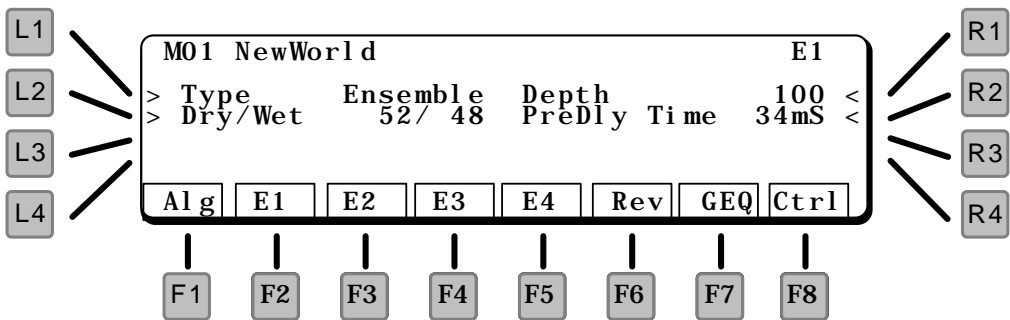 L1
L2
L3
L4
M01 NewWorld E1
> Type Ensemble Depth 100 <
> Dry/Wet 52/ 48 PreDly Time 34mS <
Alg E1 E2 E3 E4 Rev GEQ Ctrl
R1
R2
R3
R4
F1 F2 F3 F4 F5 F6 F7 F8